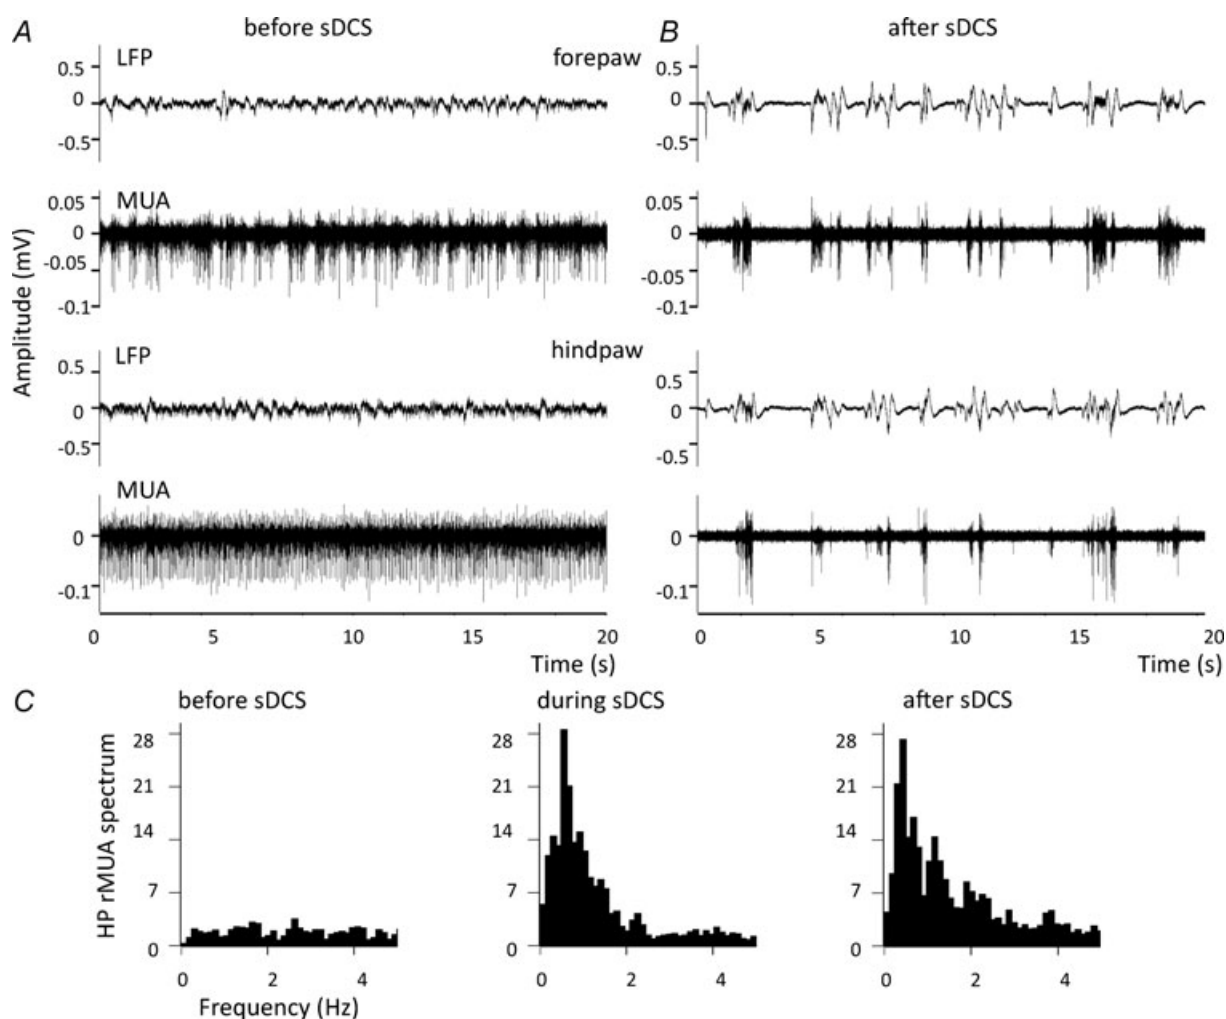 A before sDCS
B after sDCS
LFP forepaw
0.5
0
-0.5
0.5
0
-0.5
MUA
0.05
0
-0.05
-0.1
0.05
0
-0.05
-0.1
Amplitude (mV)
LFP hindpaw
0.5
0
-0.5
0.5
0
-0.5
MUA
0
-0.1
0
-0.1
0 5 10 15 20
0 5 10 15 20
Time (s)
Time (s)
C before sDCS
during sDCS
after sDCS
HP rMUA spectrum
28
21
14
7
0
28
21
14
7
0
28
21
14
7
0
0 2 4
0 2 4
0 2 4
Frequency (Hz)